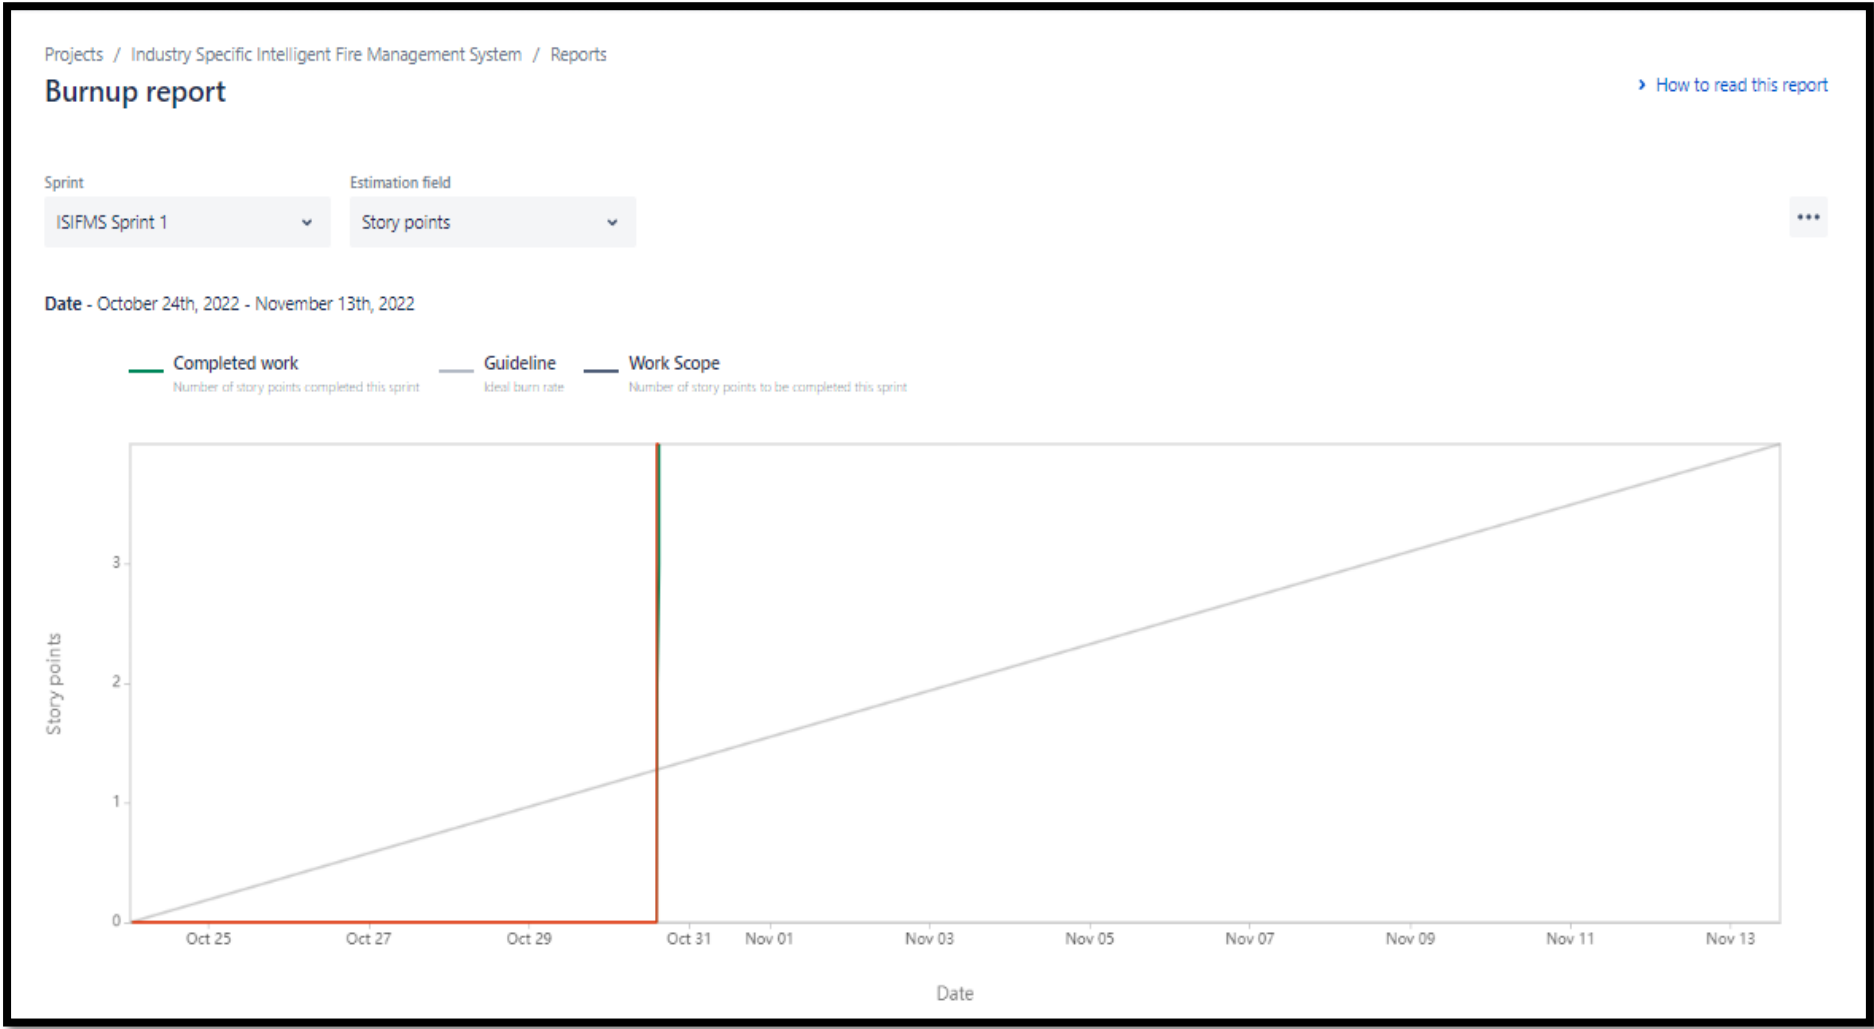 Projects / Industry Specific Intelligent Fire Management System / Reports
Burnup report
How to read this report
Sprint
Estimation field
ISIFMS Sprint 1
Story points
Date - October 24th, 2022 - November 13th, 2022
Completed work
Number of story points completed this sprint
Guideline
Ideal burn rate
Work Scope
Number of story points to be completed this sprint
Story points
3
2
1
0
Oct 25 Oct 27 Oct 29 Oct 31 Nov 01 Nov 03 Nov 05 Nov 07 Nov 09 Nov 11 Nov 13
Date